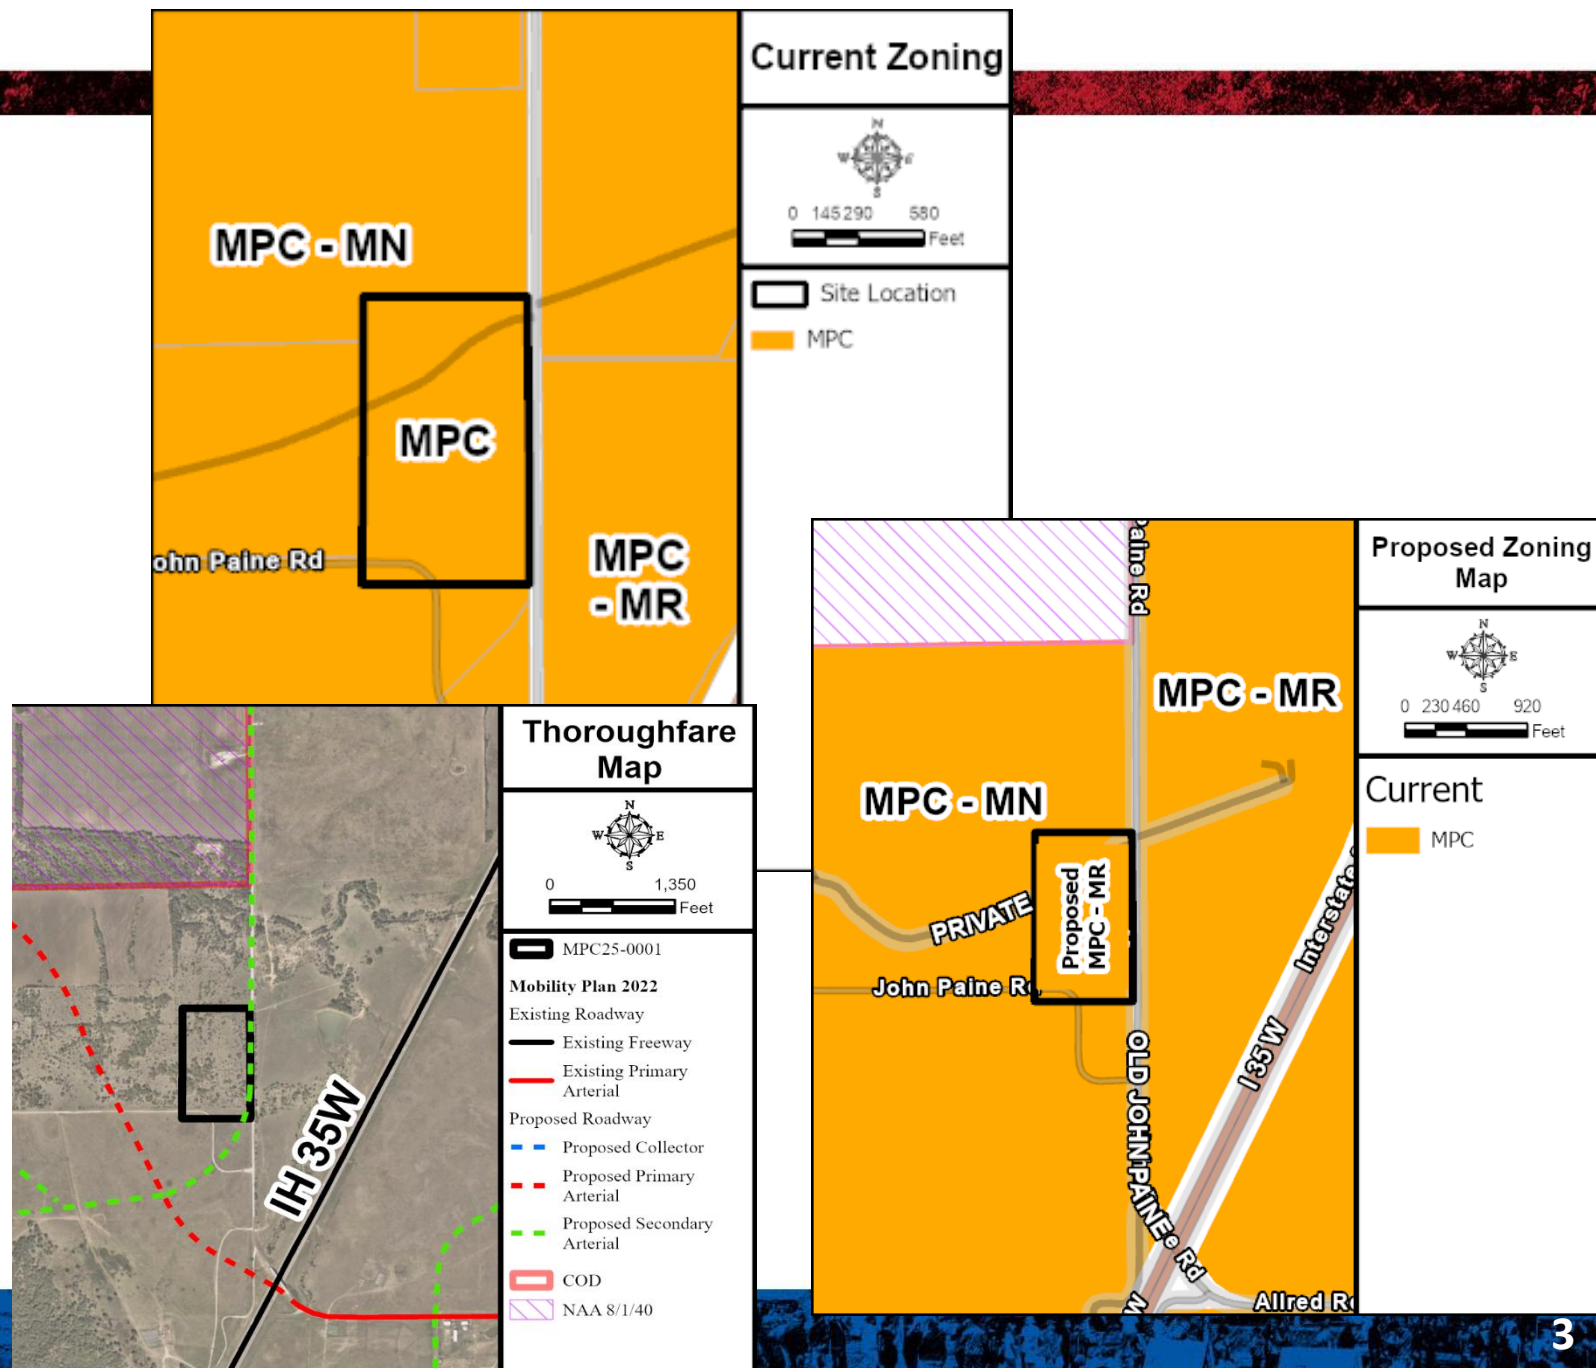 Current Zoning
N
W E
S
0 145 290 580
Feet
Site Location
MPC
MPC - MN
MPC
ohn Paine Rd
MPC
- MR
Proposed Zoning
Map
N
W E
S
0 230 460 920
Feet
Current
MPC
Paine Rd
MPC - MR
MPC - MN
Proposed
MPC - MR
PRIVATE
John Paine R
OLD JOHN PAINE
e Rd
Interstate
I 35 W
W
Allred R
Thoroughfare
Map
N
W E
S
0 1,350
Feet
MPC25-0001
Mobility Plan 2022
Existing Roadway
Existing Freeway
Existing Primary
Arterial
Proposed Roadway
Proposed Collector
Proposed Primary
Arterial
Proposed Secondary
Arterial
COD
NAA 8/1/40
IH 35W
3